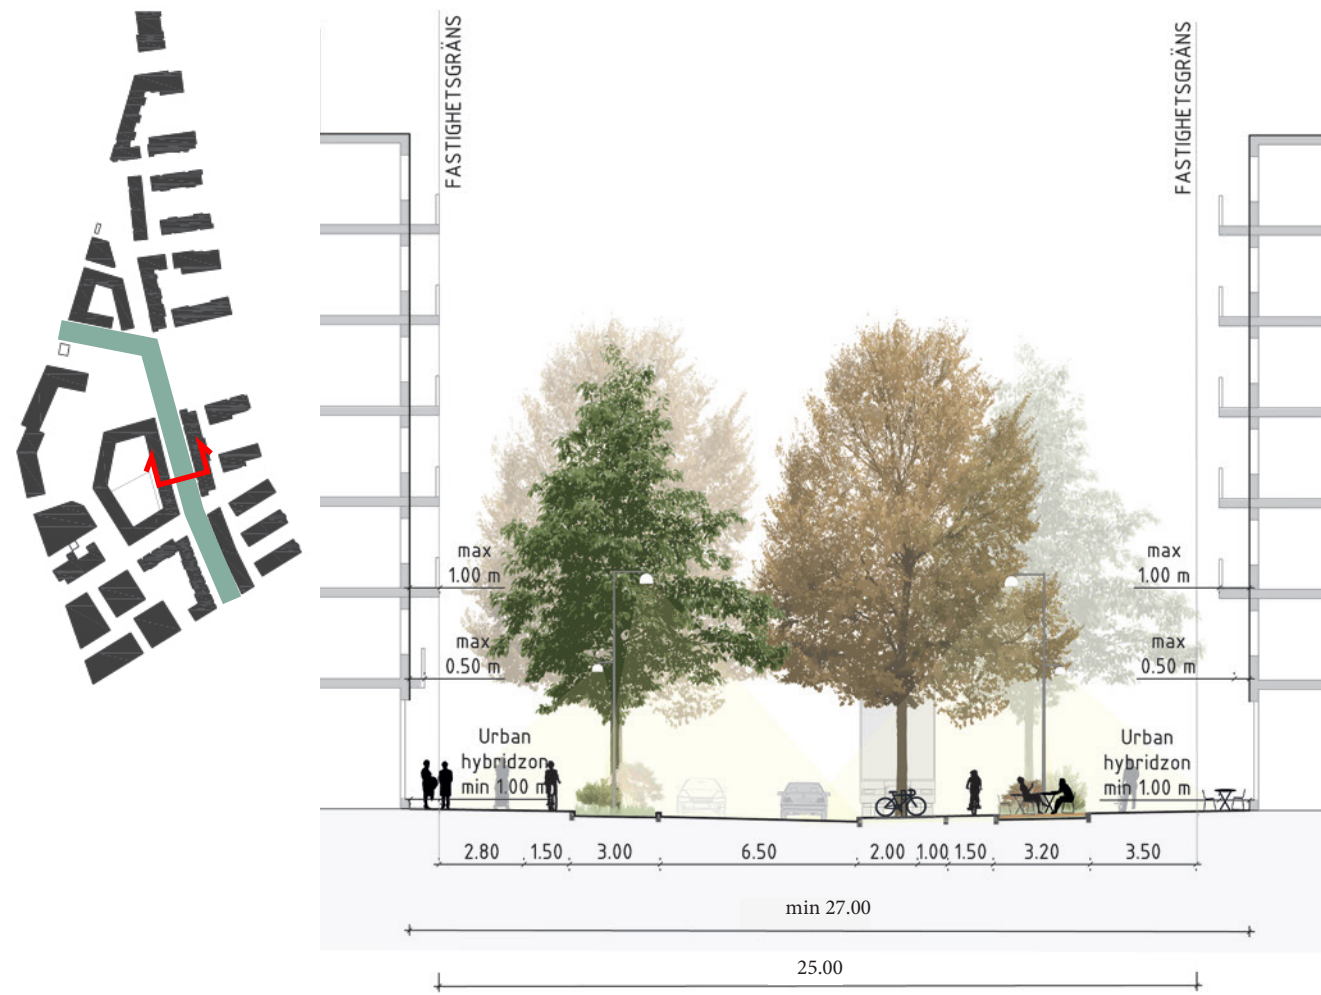 FASTIGHETSGRÄNS
FASTIGHETSGRÄNS
max
1.00 m
max
1.00 m
max
0.50 m
max
0.50 m
Urban
hybridzon
min 1.00 m
Urban
hybridzon
min 1.00 m
2.80 1.50 3.00 6.50 2.00 1.00 1.50 3.20 3.50
min 27.00
25.00